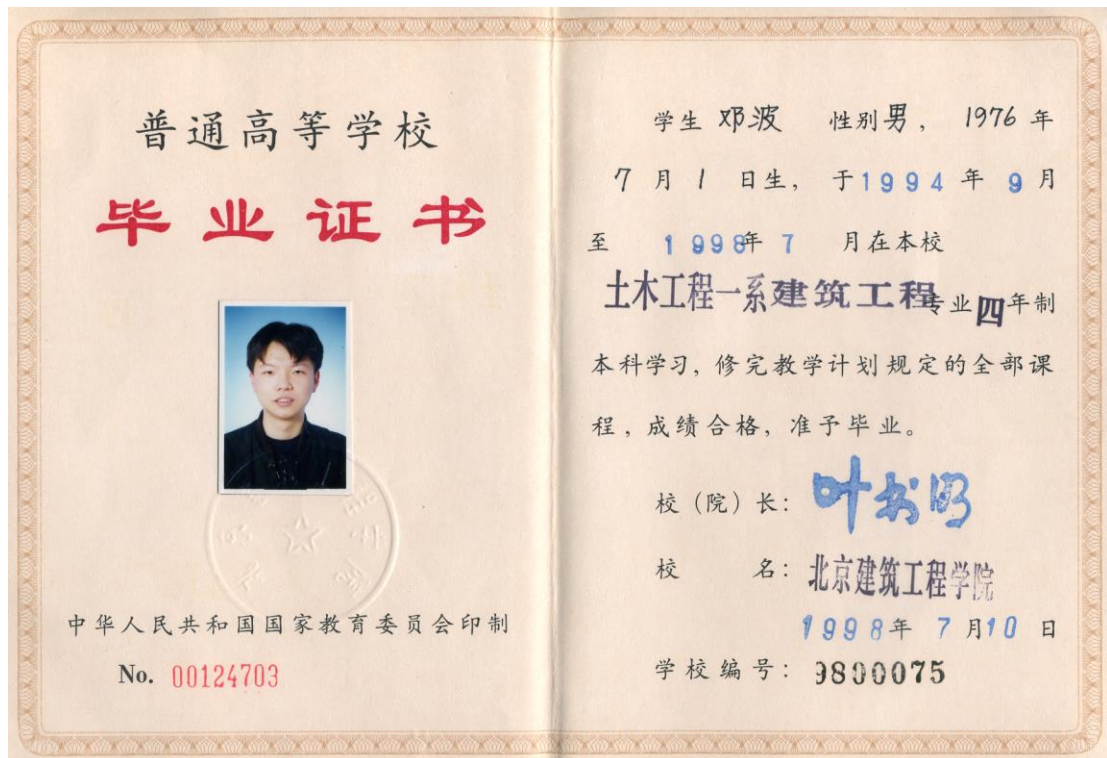 普通高等学校
毕业证书
中华人民共和国国家教育委员会印制
No. 00124703
学生 邓波 性别男， 1976 年
7 月 1 日生， 于1994 年 9 月
至 1998年 7 月在本校
土木工程一系建筑工程专业四年制
本科学习，修完教学计划规定的全部课
程，成绩合格，准予毕业。
校（院）长： 叶书明
校 名： 北京建筑工程学院
1998年 7 月10 日
学校编号： 9800075